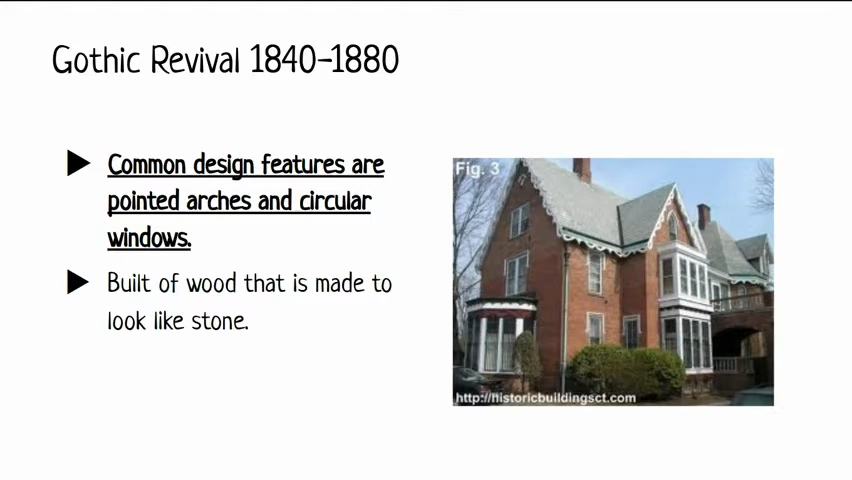 Gothic Revival 1840-1880
Common design features are
pointed arches and circular
windows.
Built of wood that is made to
look like stone.
Fig. 3
http://historicbuildingsct.com